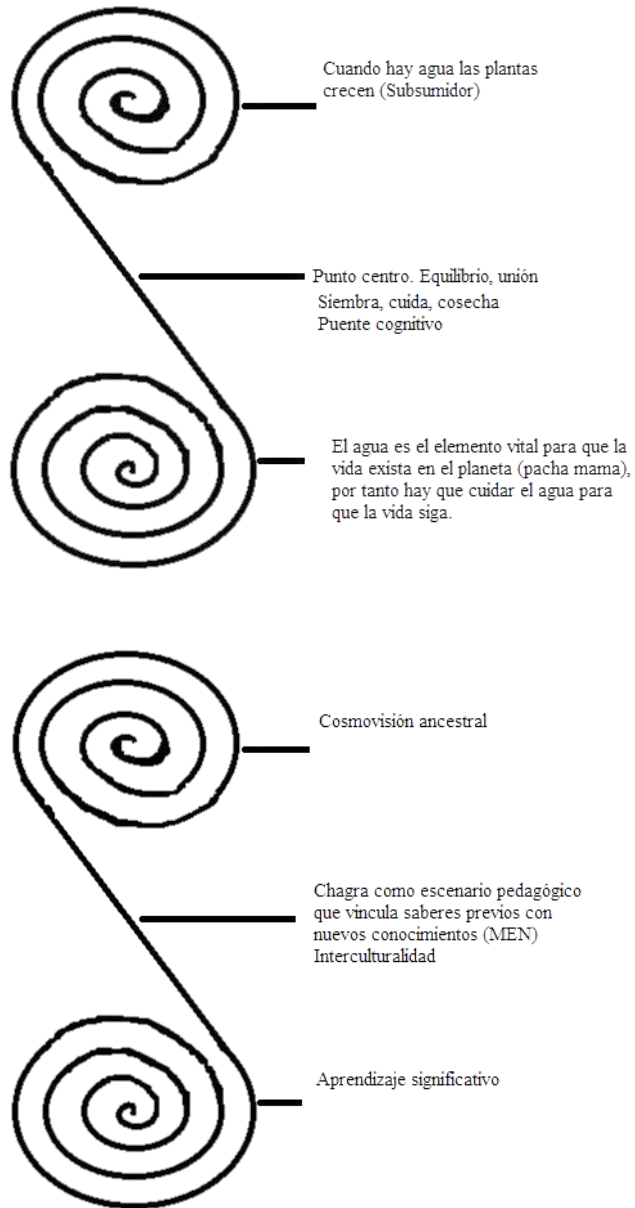 Cuando hay agua las plantas
crecen (Subsumidor)
Punto centro. Equilibrio, unión
Siembra, cuida, cosecha
Puente cognitivo
El agua es el elemento vital para que la
vida exista en el planeta (pacha mama),
por tanto hay que cuidar el agua para
que la vida siga.
Cosmovisión ancestral
Chagra como escenario pedagógico
que vincula saberes previos con
nuevos conocimientos (MEN)
Interculturalidad
Aprendizaje significativo